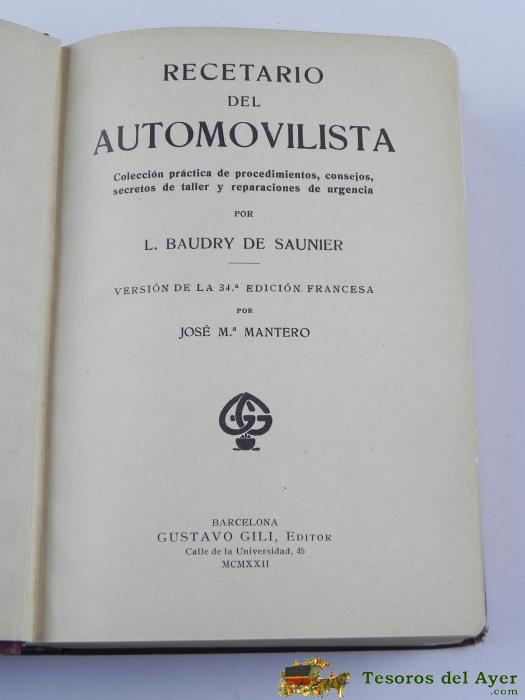 RECETARIO
DEL
AUTOMOVILISTA
Colección práctica de procedimientos, consejos,
secretos de taller y reparaciones de urgencia
POR
L. BAUDRY DE SAUNIER
VERSIÓN DE LA 34.ª EDICIÓN FRANCESA
POR
JOSÉ M.ª MANTERO
BARCELONA
GUSTAVO GILI, EDITOR
Calle de la Universidad, 45
MCMXXII
Tesoros del Ayer
.com